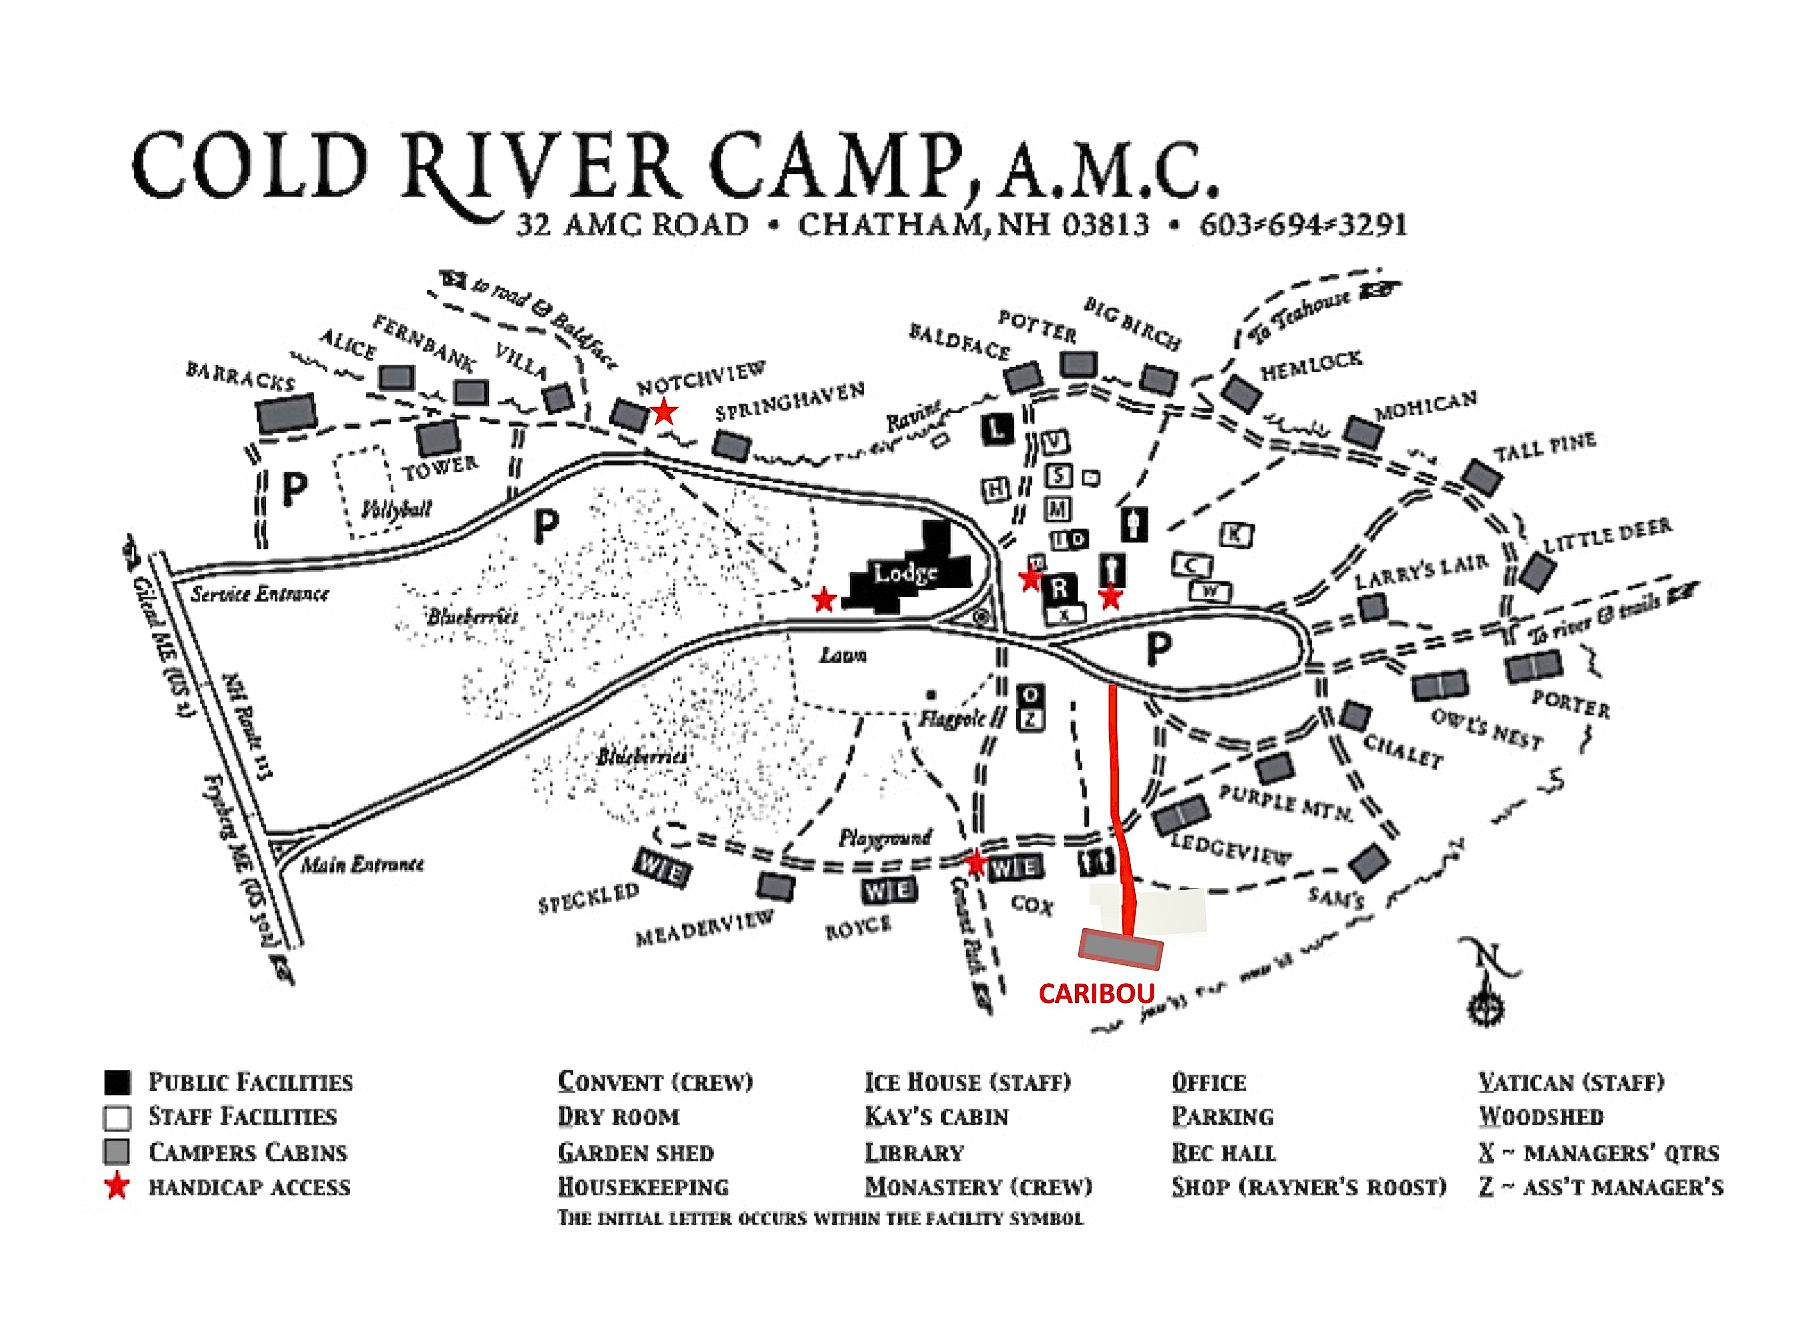 COLD RIVER CAMP, A.M.C.
32 AMC ROAD • CHATHAM, NH 03813 • 603-694-3291
to road & Baldface
To Teahouse
BARRACKS
ALICE
FERNBANK
VILLA
NOTCHVIEW
SPRINGHAVEN
Ravine
BALDFACE
POTTER
BIG BIRCH
HEMLOCK
MOHICAN
TALL PINE
LITTLE DEER
TOWER
Vollyball
P
P
L
V
S
H
M
I D
K
C
W
R
X
Lodge
LARRY'S LAIR
To river & trails
Service Entrance
Blueberries
Gilead ME (US 2)
NH Route 113
Fryeberg ME (US 302)
Lawn
P
Flagpole
O
Z
PORTER
OWL'S NEST
CHALET
PURPLE MTN.
LEDGEVIEW
SAM'S
Blueberries
Playground
Main Entrance
W E
SPECKLED
MEADERVIEW
W E
ROYCE
W E
COX
Conant Path
CARIBOU
N
PUBLIC FACILITIES
STAFF FACILITIES
CAMPERS CABINS
HANDICAP ACCESS
CONVENT (CREW)
DRY ROOM
GARDEN SHED
HOUSEKEEPING
ICE HOUSE (STAFF)
KAY'S CABIN
LIBRARY
MONASTERY (CREW)
OFFICE
PARKING
REC HALL
SHOP (RAYNER'S ROOST)
VATICAN (STAFF)
WOODSHED
X ~ MANAGERS' QTRS
Z ~ ASS'T MANAGER'S
THE INITIAL LETTER OCCURS WITHIN THE FACILITY SYMBOL